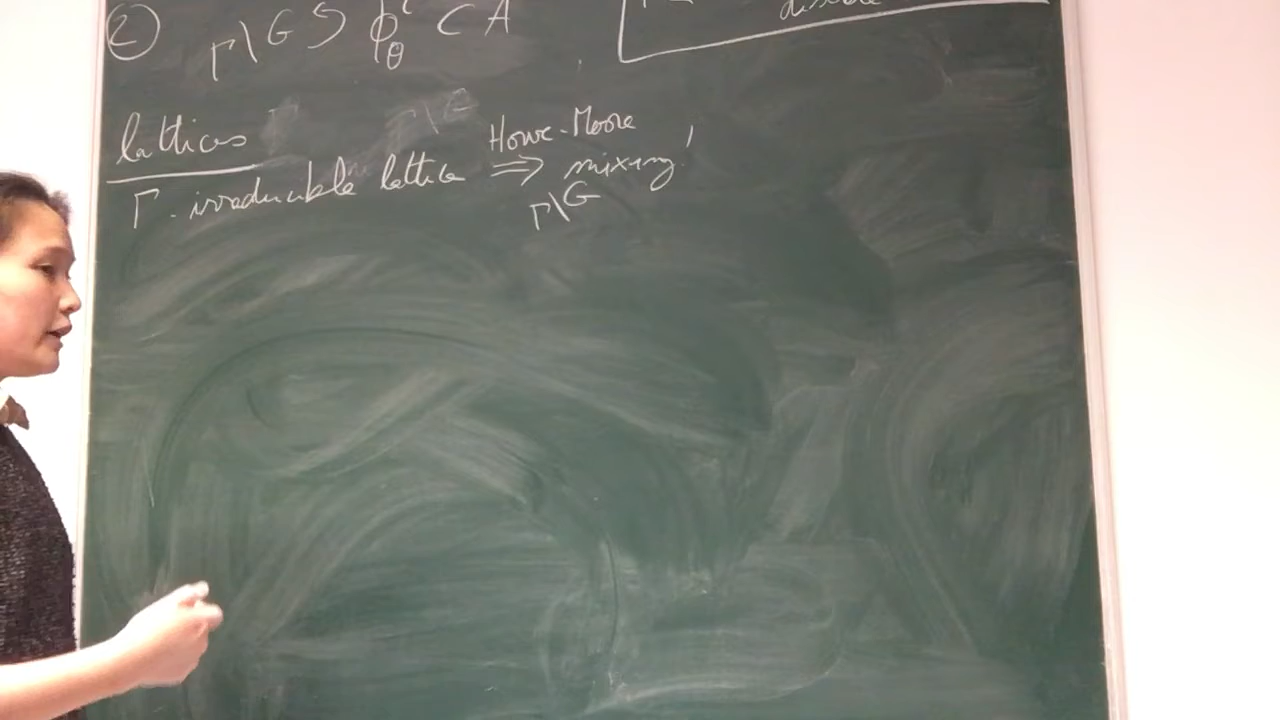 ② Γ\G ↶ ϕ_θ^t ⊂ A
lattices
Γ. irreducible lattice ⇒ mixing!
Howe-Moore
Γ\G